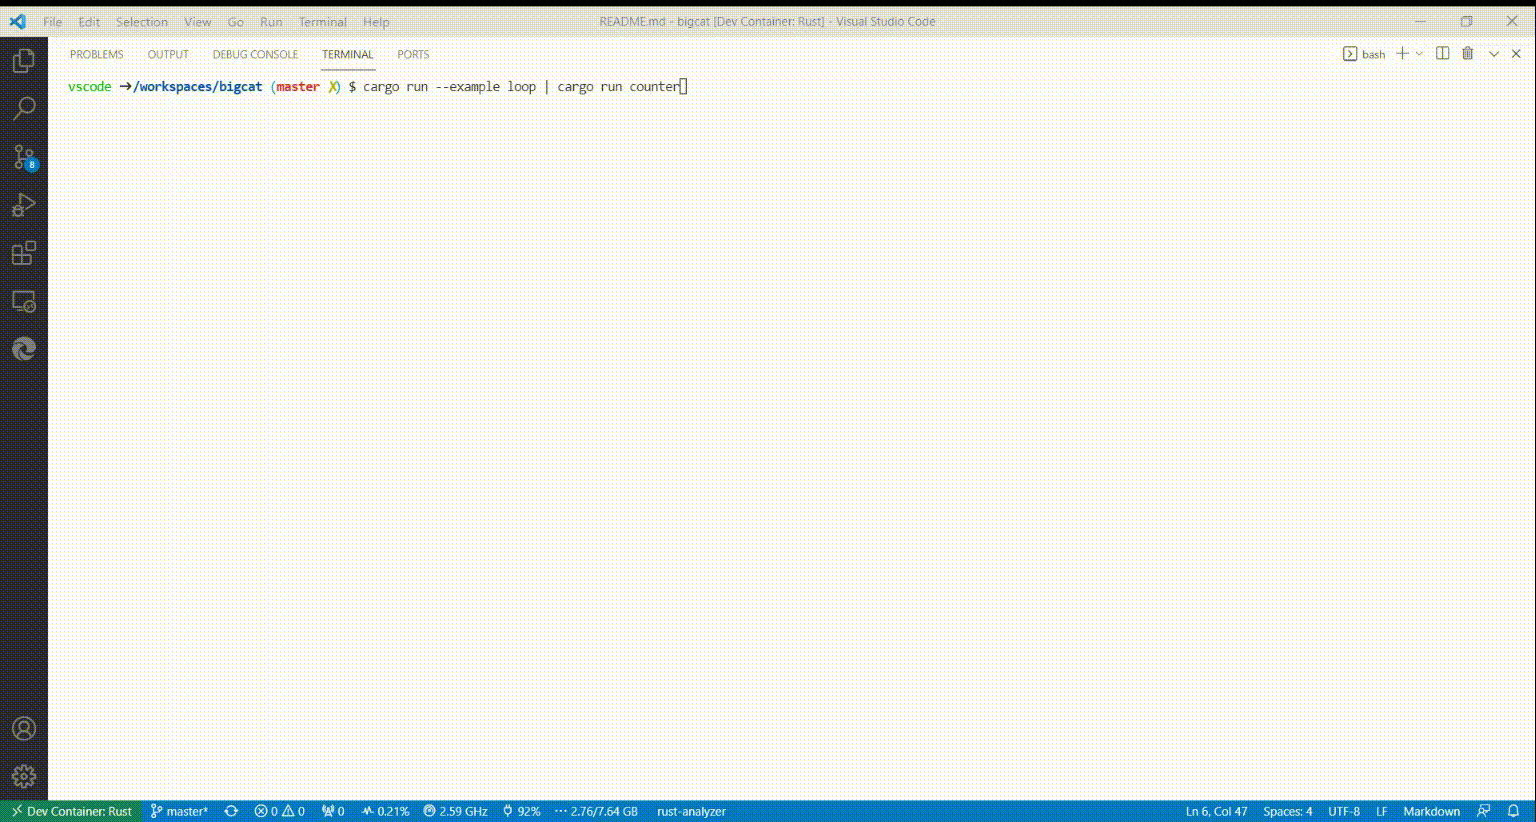 File Edit Selection View Go Run Terminal Help README.md - bigcat [Dev Container: Rust] - Visual Studio Code
PROBLEMS OUTPUT DEBUG CONSOLE TERMINAL PORTS bash
vscode ➜/workspaces/bigcat (master ✗) $ cargo run --example loop | cargo run counter
8
Dev Container: Rust master* 0 0 0 0.21% 2.59 GHz 92% 2.76/7.64 GB rust-analyzer Ln 6, Col 47 Spaces: 4 UTF-8 LF Markdown